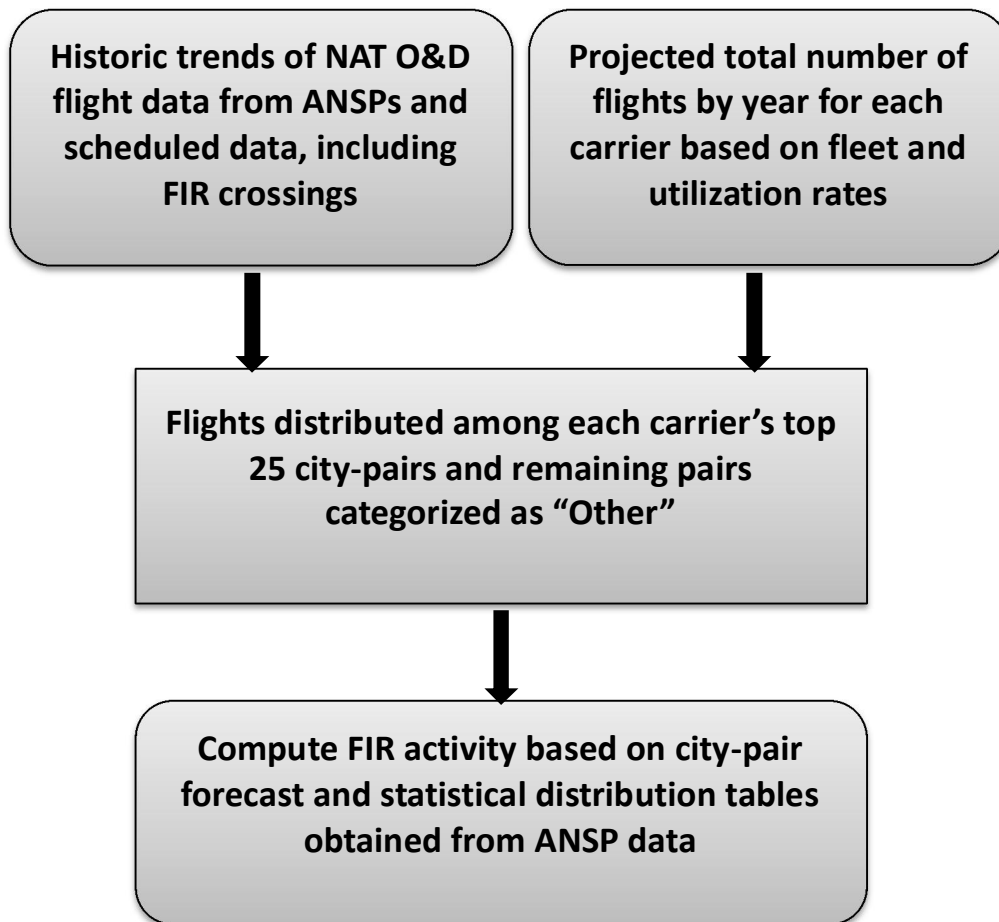 Historic trends of NAT O&D
flight data from ANSPs and
scheduled data, including
FIR crossings
Projected total number of
flights by year for each
carrier based on fleet and
utilization rates
Flights distributed among each carrier’s top
25 city-pairs and remaining pairs
categorized as “Other”
Compute FIR activity based on city-pair
forecast and statistical distribution tables
obtained from ANSP data